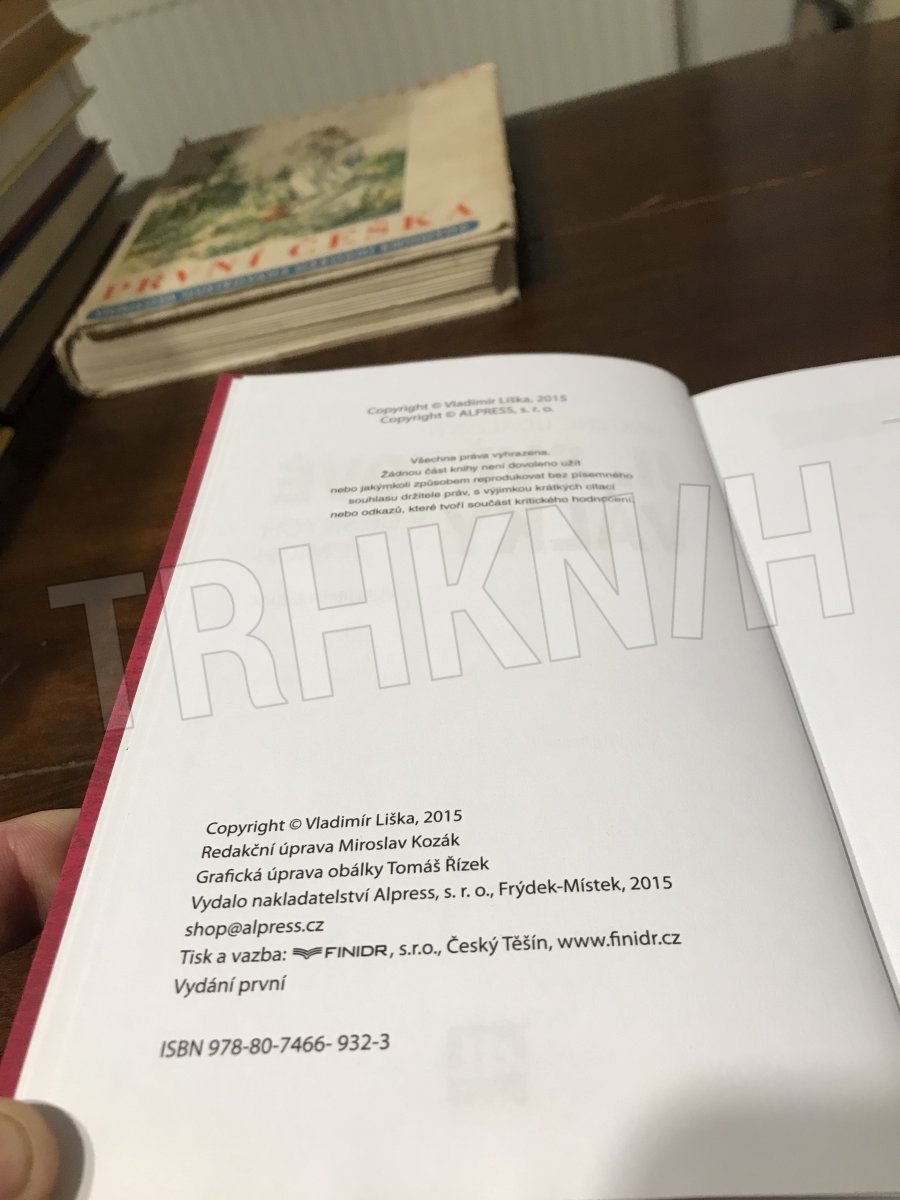 PRVNÍ ČESKÁ
Copyright © Vladimír Liška, 2015
Copyright © ALPRESS, s. r. o.
Všechna práva vyhrazena.
Žádnou část knihy není dovoleno užít
nebo jakýmkoli způsobem reprodukovat bez písemného
souhlasu držitele práv, s výjimkou krátkých citací
nebo odkazů, které tvoří součást kritického hodnocení.
TRHKNIH
Copyright © Vladimír Liška, 2015
Redakční úprava Miroslav Kozák
Grafická úprava obálky Tomáš Řízek
Vydalo nakladatelství Alpress, s. r. o., Frýdek-Místek, 2015
shop@alpress.cz
Tisk a vazba: FINIDR, s.r.o., Český Těšín, www.finidr.cz
Vydání první
ISBN 978-80-7466- 932-3